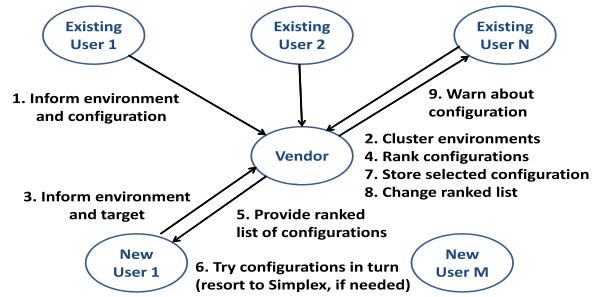 Existing
User 1
Existing
User 2
Existing
User N
1. Inform environment
and configuration
9. Warn about
configuration
Vendor
2. Cluster environments
4. Rank configurations
7. Store selected configuration
8. Change ranked list
3. Inform environment
and target
5. Provide ranked
list of configurations
New
User 1
6. Try configurations in turn
(resort to Simplex, if needed)
New
User M